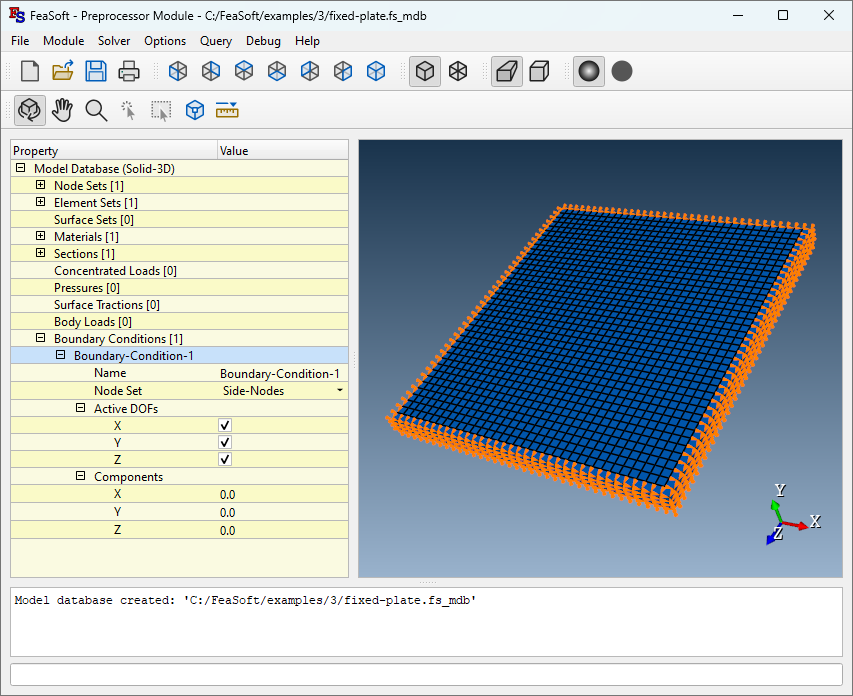 FS FeaSoft - Preprocessor Module - C:/FeaSoft/examples/3/fixed-plate.fs_mdb
File Module Solver Options Query Debug Help
Property Value
Model Database (Solid-3D)
Node Sets [1]
Element Sets [1]
Surface Sets [0]
Materials [1]
Sections [1]
Concentrated Loads [0]
Pressures [0]
Surface Tractions [0]
Body Loads [0]
Boundary Conditions [1]
Boundary-Condition-1
Name Boundary-Condition-1
Node Set Side-Nodes
Active DOFs
X
Y
Z
Components
X 0.0
Y 0.0
Z 0.0
Y
X
Z
Model database created: 'C:/FeaSoft/examples/3/fixed-plate.fs_mdb'